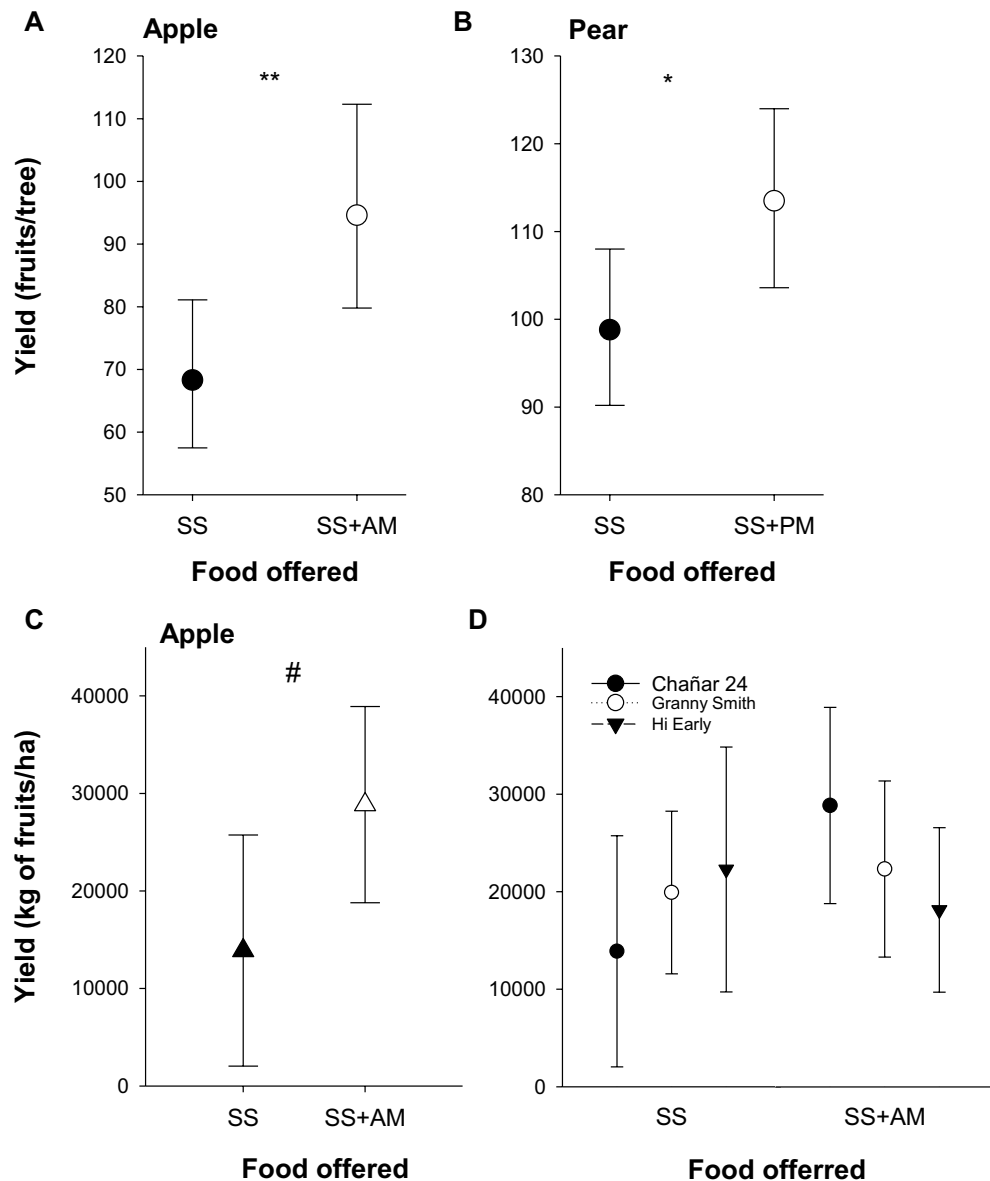 A
Apple
**
Yield (fruits/tree)
120
110
100
90
80
70
60
50
SS
SS+AM
Food offered
B
Pear
*
130
120
110
100
90
80
SS
SS+PM
Food offered
C
Apple
#
Yield (kg of fruits/ha)
40000
30000
20000
10000
0
SS
SS+AM
Food offered
D
Chañar 24
Granny Smith
Hi Early
40000
30000
20000
10000
0
SS
SS+AM
Food offerred